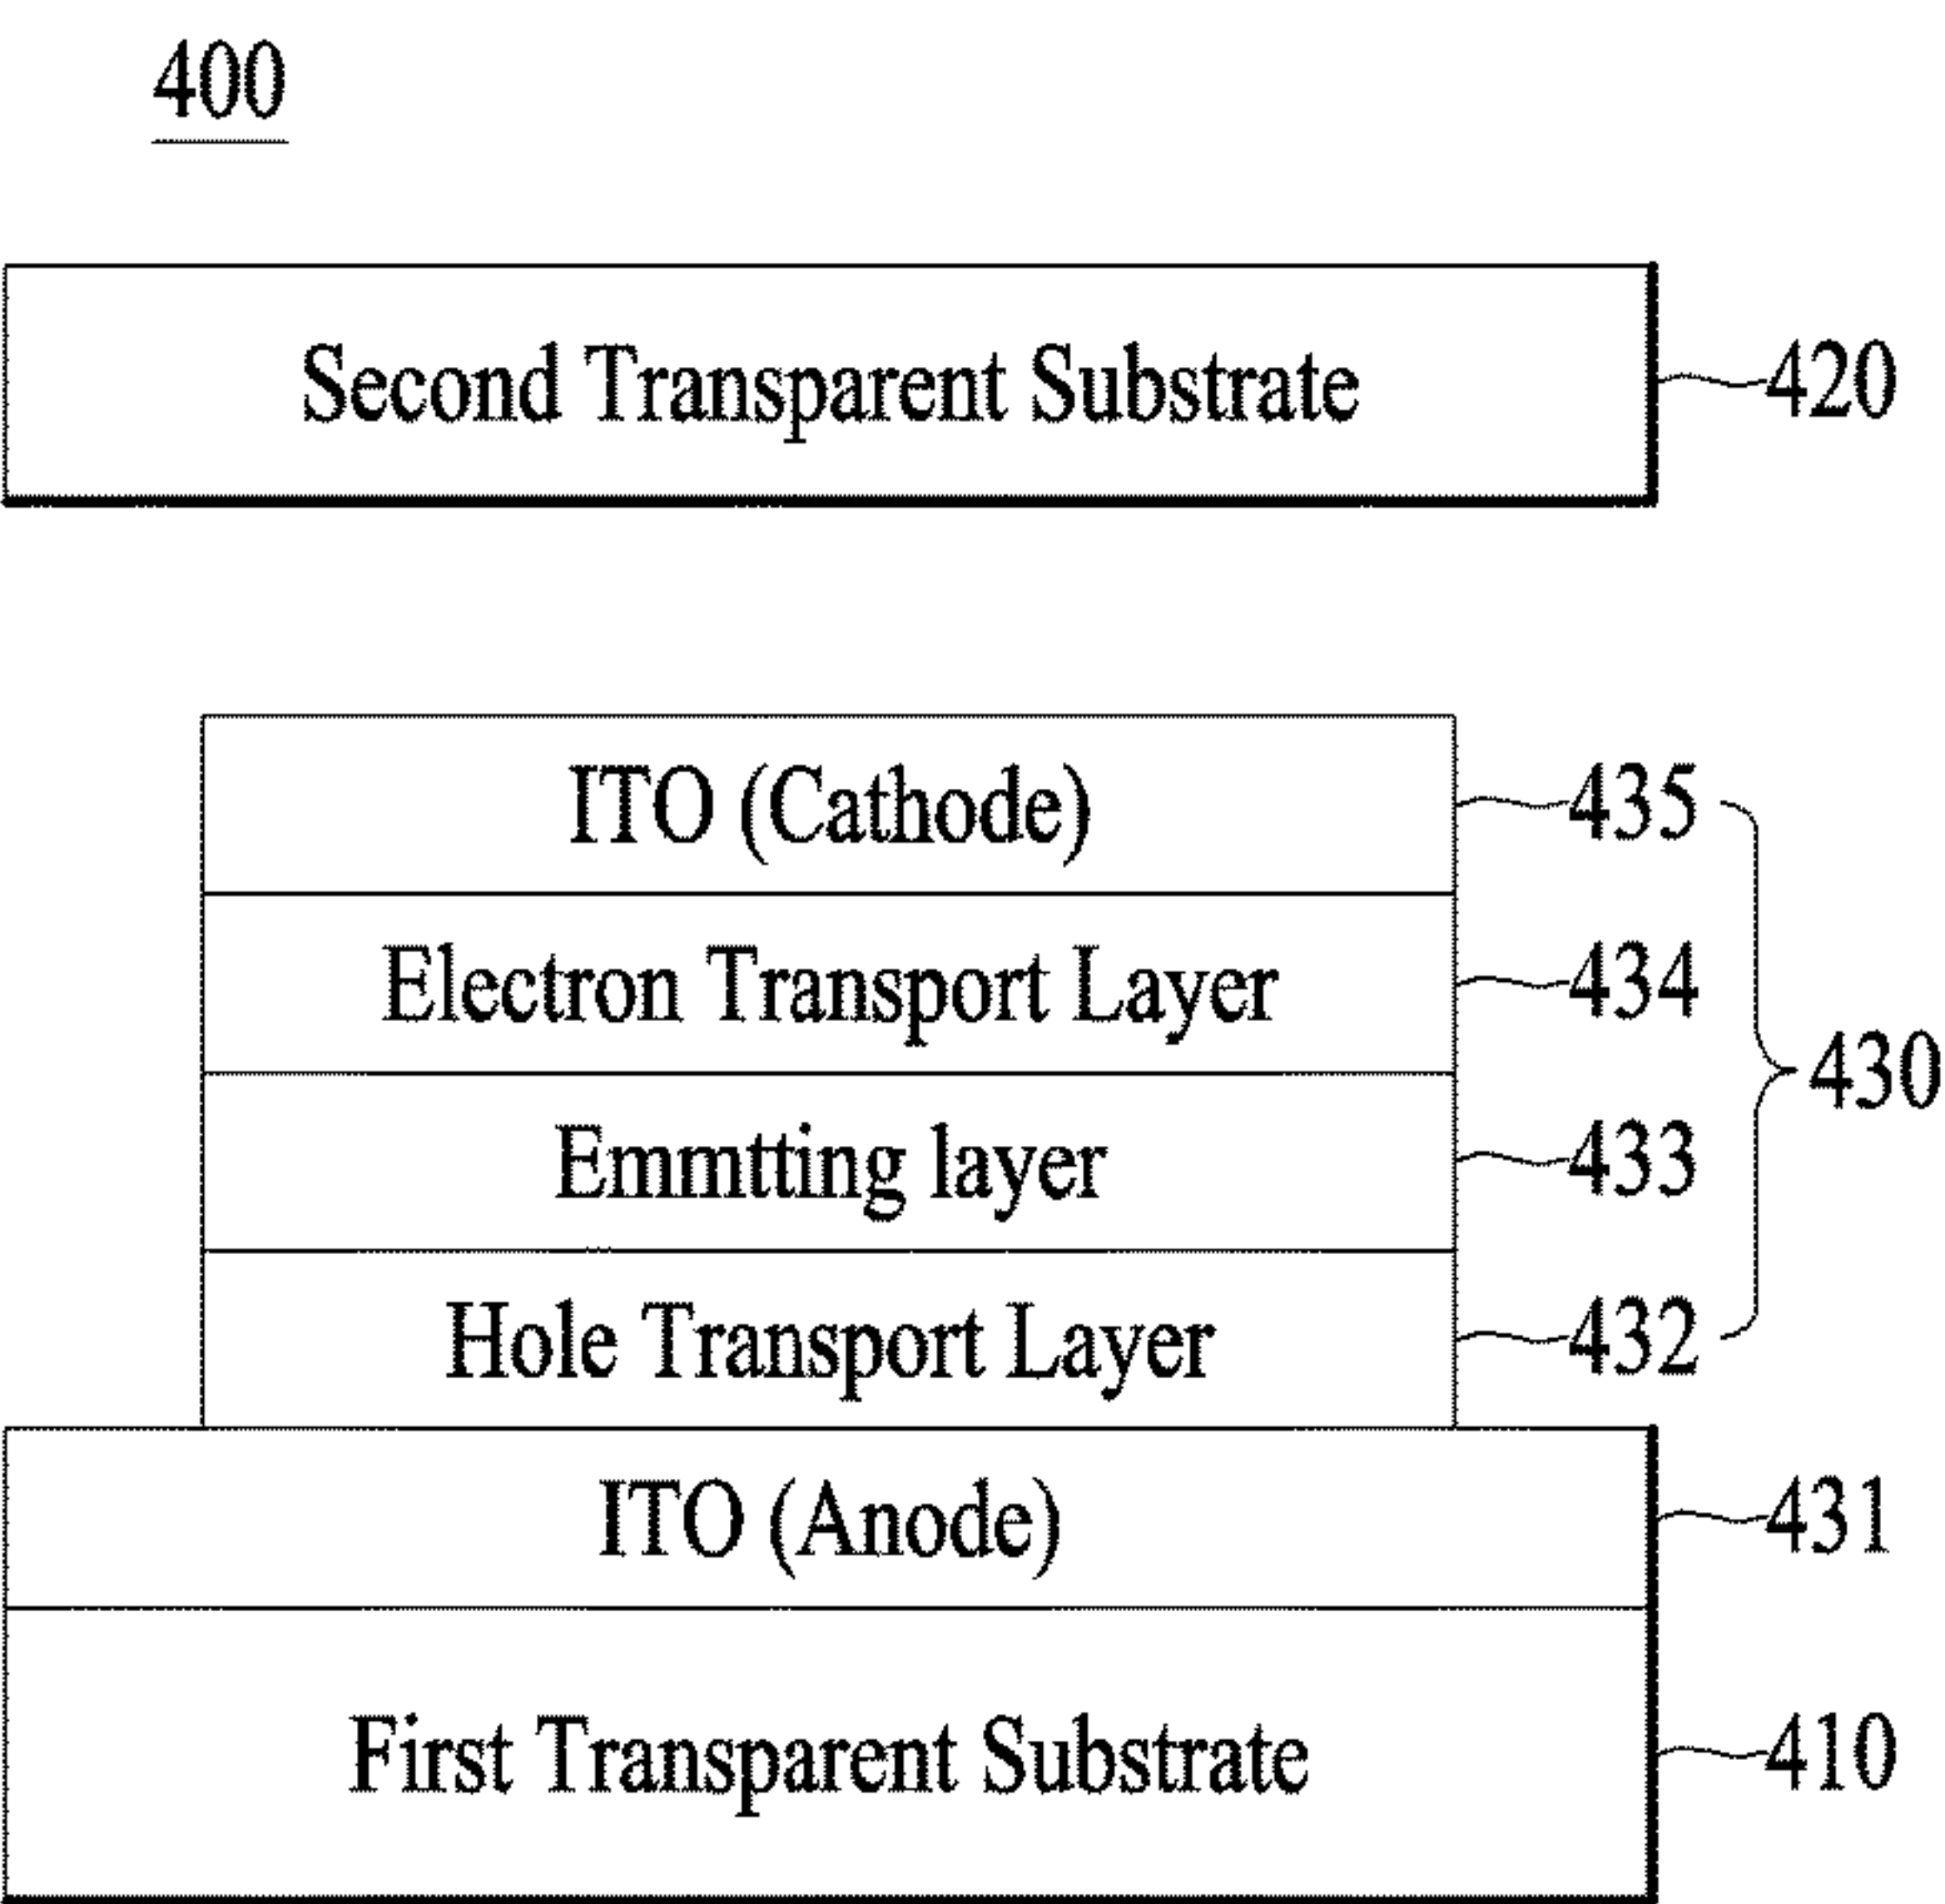 400
Second Transparent Substrate 420
ITO (Cathode) 435
Electron Transport Layer 434
430
Emmtting layer 433
Hole Transport Layer 432
ITO (Anode) 431
First Transparent Substrate 410